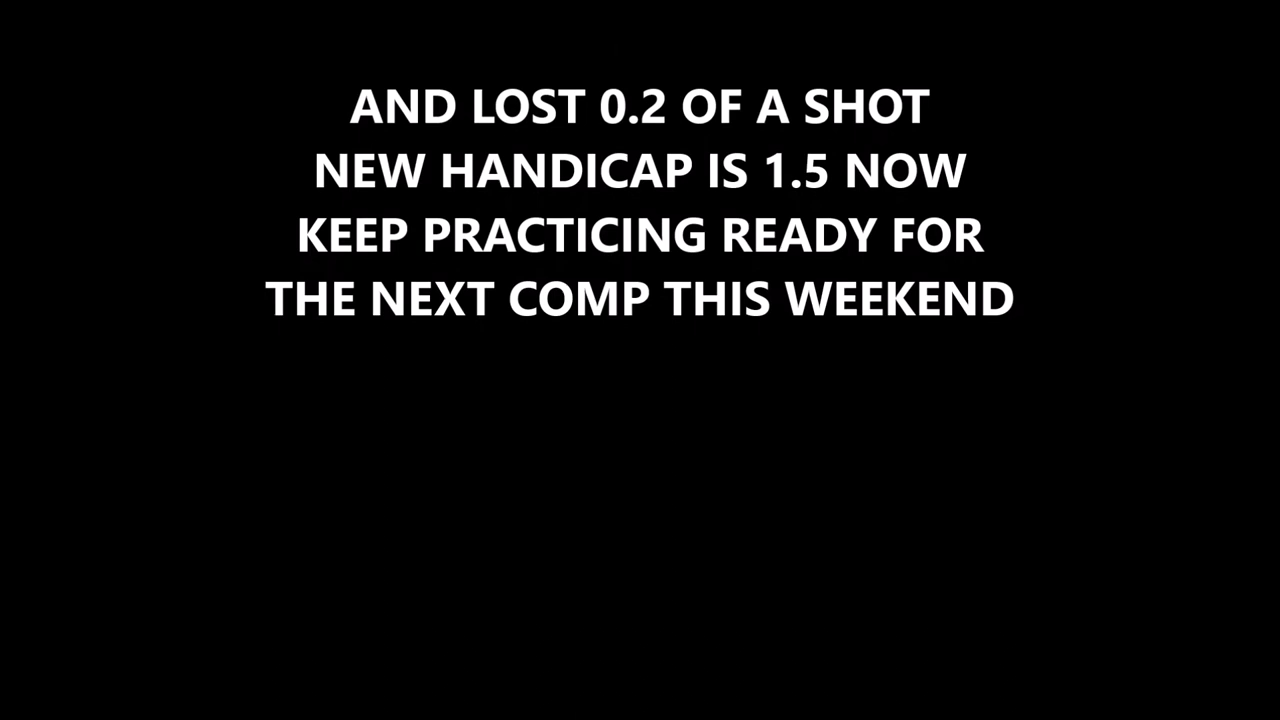 AND LOST 0.2 OF A SHOT
NEW HANDICAP IS 1.5 NOW
KEEP PRACTICING READY FOR
THE NEXT COMP THIS WEEKEND